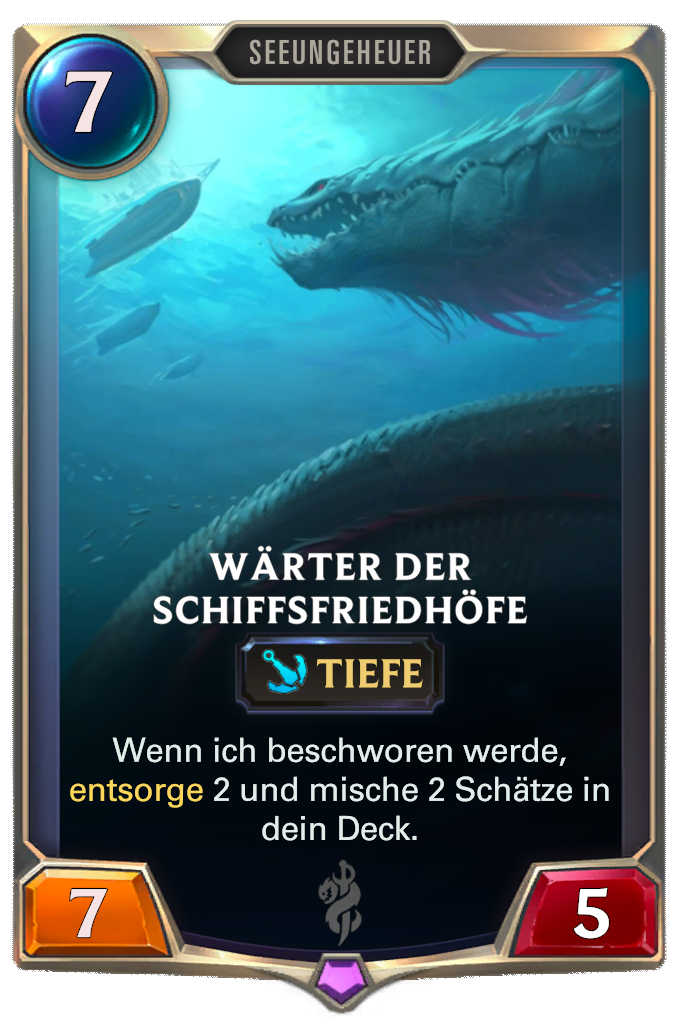 SEEUNGEHEUER
7
WÄRTER DER
SCHIFFSFRIEDHÖFE
TIEFE
Wenn ich beschworen werde,
entsorge 2 und mische 2 Schätze in
dein Deck.
7
5